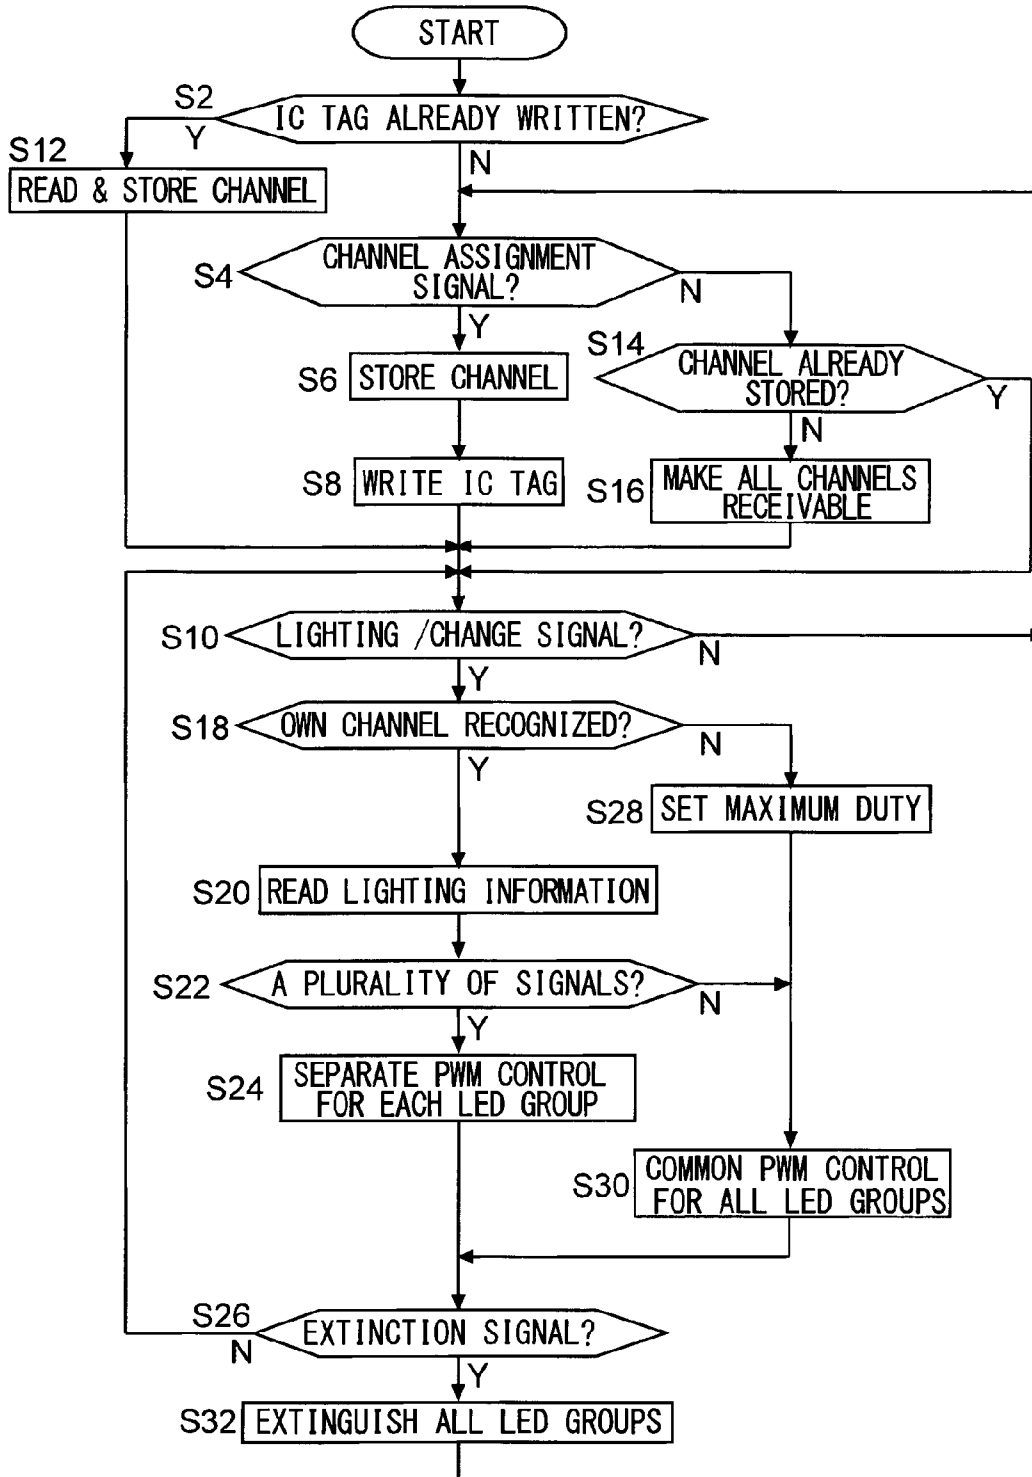 START
S2
IC TAG ALREADY WRITTEN?
Y
N
S12
READ & STORE CHANNEL
S4
CHANNEL ASSIGNMENT
SIGNAL?
N
Y
S14
CHANNEL ALREADY
STORED?
Y
N
S6
STORE CHANNEL
S8
WRITE IC TAG
S16
MAKE ALL CHANNELS
RECEIVABLE
S10
LIGHTING /CHANGE SIGNAL?
N
Y
S18
OWN CHANNEL RECOGNIZED?
N
Y
S28
SET MAXIMUM DUTY
S20
READ LIGHTING INFORMATION
S22
A PLURALITY OF SIGNALS?
N
Y
S24
SEPARATE PWM CONTROL
FOR EACH LED GROUP
S30
COMMON PWM CONTROL
FOR ALL LED GROUPS
S26
EXTINCTION SIGNAL?
N
Y
S32
EXTINGUISH ALL LED GROUPS